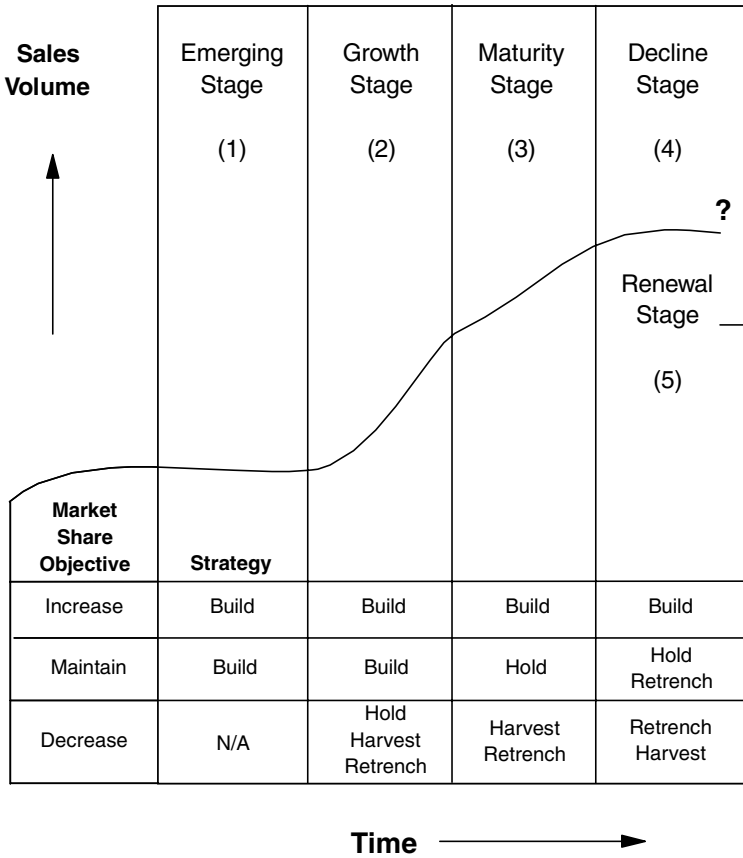 Sales
Volume
Emerging
Stage
(1)
Growth
Stage
(2)
Maturity
Stage
(3)
Decline
Stage
(4)
?
Renewal
Stage
(5)
Market
Share
Objective
Strategy
Increase
Build
Build
Build
Build
Maintain
Build
Build
Hold
Hold
Retrench
Decrease
N/A
Hold
Harvest
Retrench
Harvest
Retrench
Retrench
Harvest
Time